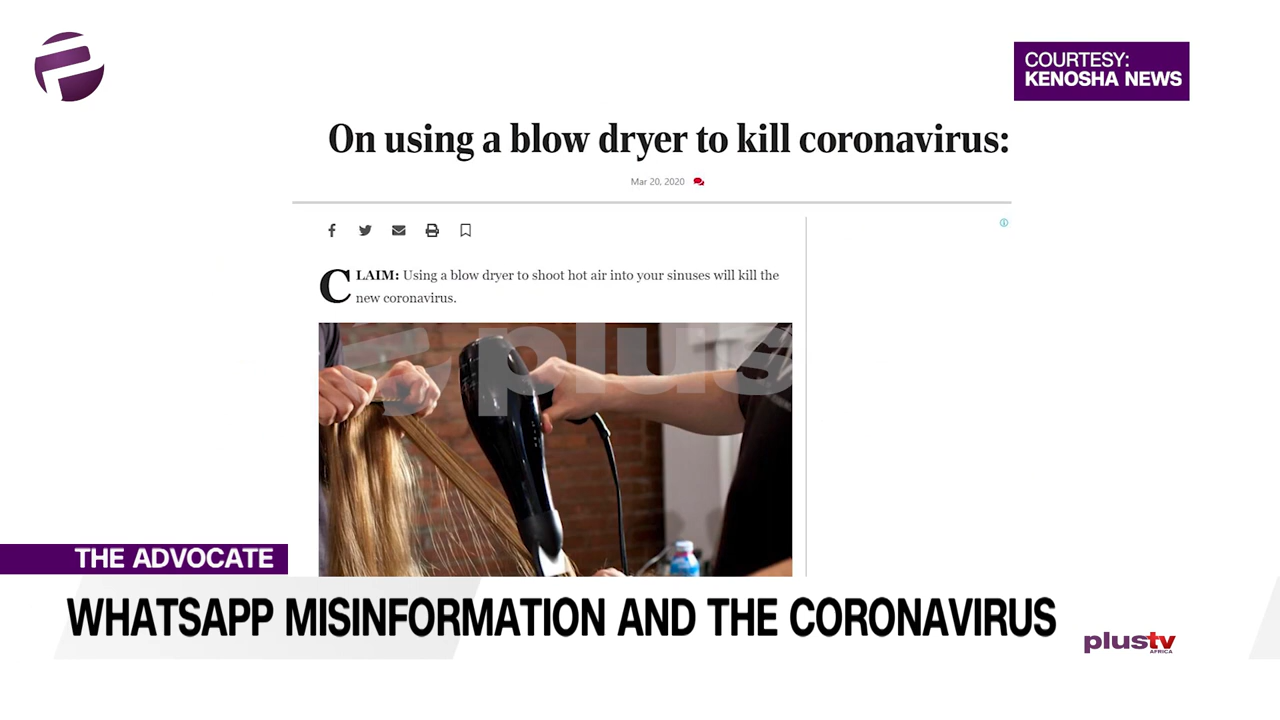 COURTESY:
KENOSHA NEWS
On using a blow dryer to kill coronavirus:
Mar 20, 2020
CLAIM: Using a blow dryer to shoot hot air into your sinuses will kill the
new coronavirus.
plus
THE ADVOCATE
WHATSAPP MISINFORMATION AND THE CORONAVIRUS
plustv
AFRICA